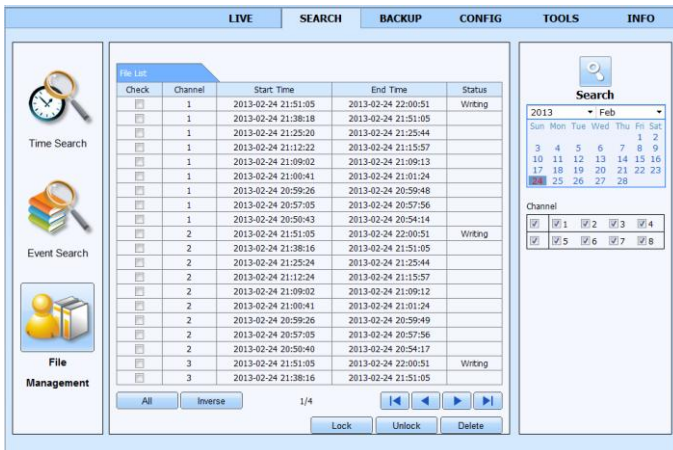 LIVE SEARCH BACKUP CONFIG TOOLS INFO
Time Search
Event Search
File
Management
File List
Check Channel Start Time End Time Status
1 2013-02-24 21:51:05 2013-02-24 22:00:51 Writing
1 2013-02-24 21:38:18 2013-02-24 21:51:05
1 2013-02-24 21:25:20 2013-02-24 21:25:44
1 2013-02-24 21:12:22 2013-02-24 21:15:57
1 2013-02-24 21:09:02 2013-02-24 21:09:13
1 2013-02-24 21:00:41 2013-02-24 21:01:24
1 2013-02-24 20:59:26 2013-02-24 20:59:48
1 2013-02-24 20:57:05 2013-02-24 20:57:56
1 2013-02-24 20:50:43 2013-02-24 20:54:14
2 2013-02-24 21:51:05 2013-02-24 22:00:51 Writing
2 2013-02-24 21:38:16 2013-02-24 21:51:05
2 2013-02-24 21:25:24 2013-02-24 21:25:44
2 2013-02-24 21:12:24 2013-02-24 21:15:57
2 2013-02-24 21:09:02 2013-02-24 21:09:12
2 2013-02-24 21:00:41 2013-02-24 21:01:24
2 2013-02-24 20:59:26 2013-02-24 20:59:49
2 2013-02-24 20:57:05 2013-02-24 20:57:56
2 2013-02-24 20:50:40 2013-02-24 20:54:17
3 2013-02-24 21:51:05 2013-02-24 22:00:51 Writing
3 2013-02-24 21:38:16 2013-02-24 21:51:05
All Inverse 1/4
Lock Unlock Delete
Search
2013 Feb
Sun Mon Tue Wed Thu Fri Sat
1 2
3 4 5 6 7 8 9
10 11 12 13 14 15 16
17 18 19 20 21 22 23
24 25 26 27 28
Channel
1 2 3 4
5 6 7 8